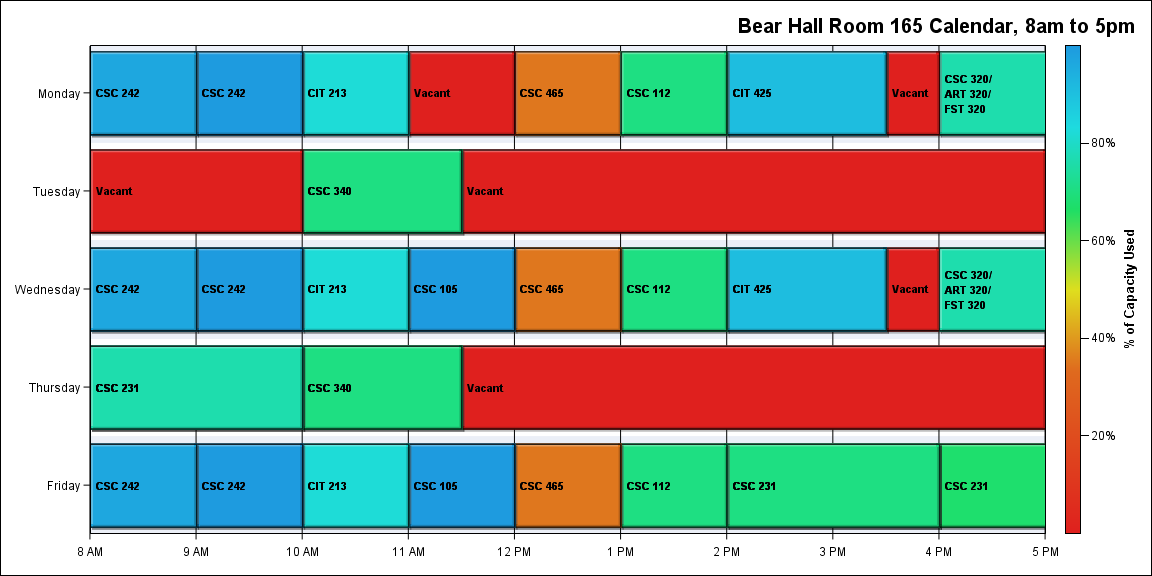 Bear Hall Room 165 Calendar, 8am to 5pm
Monday
CSC 242
CSC 242
CIT 213
Vacant
CSC 465
CSC 112
CIT 425
Vacant
CSC 320/
ART 320/
FST 320
Tuesday
Vacant
CSC 340
Vacant
Wednesday
CSC 242
CSC 242
CIT 213
CSC 105
CSC 465
CSC 112
CIT 425
Vacant
CSC 320/
ART 320/
FST 320
Thursday
CSC 231
CSC 340
Vacant
Friday
CSC 242
CSC 242
CIT 213
CSC 105
CSC 465
CSC 112
CSC 231
CSC 231
8 AM
9 AM
10 AM
11 AM
12 PM
1 PM
2 PM
3 PM
4 PM
5 PM
80%
60%
40%
20%
% of Capacity Used